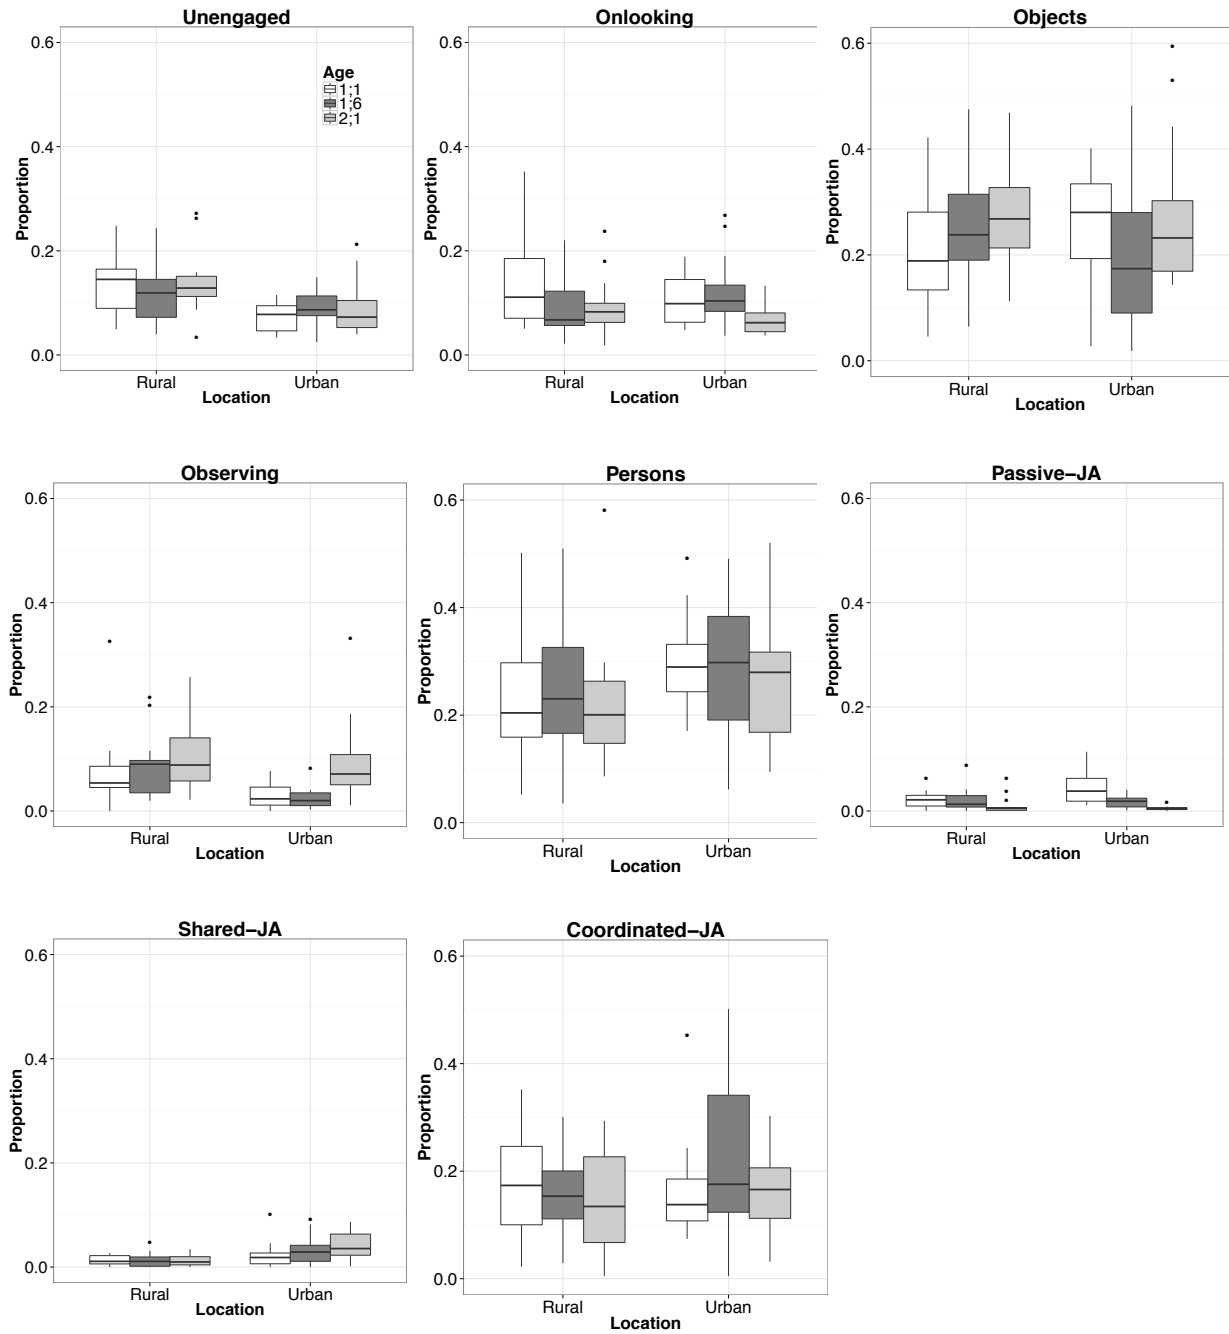 Unengaged
0.6
0.4
0.2
0.0
Proportion
Age
1;1
1;6
2;1
Rural Urban
Location
Onlooking
0.6
0.4
0.2
0.0
Proportion
Rural Urban
Location
Objects
0.6
0.4
0.2
0.0
Proportion
Rural Urban
Location
Observing
0.6
0.4
0.2
0.0
Proportion
Rural Urban
Location
Persons
0.6
0.4
0.2
0.0
Proportion
Rural Urban
Location
Passive−JA
0.6
0.4
0.2
0.0
Proportion
Rural Urban
Location
Shared−JA
0.6
0.4
0.2
0.0
Proportion
Rural Urban
Location
Coordinated−JA
0.6
0.4
0.2
0.0
Proportion
Rural Urban
Location